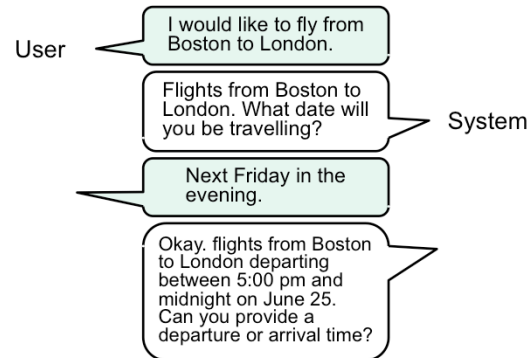 I would like to fly from
Boston to London.
User
Flights from Boston to
London. What date will
you be travelling?
System
Next Friday in the
evening.
Okay. flights from Boston
to London departing
between 5:00 pm and
midnight on June 25.
Can you provide a
departure or arrival time?